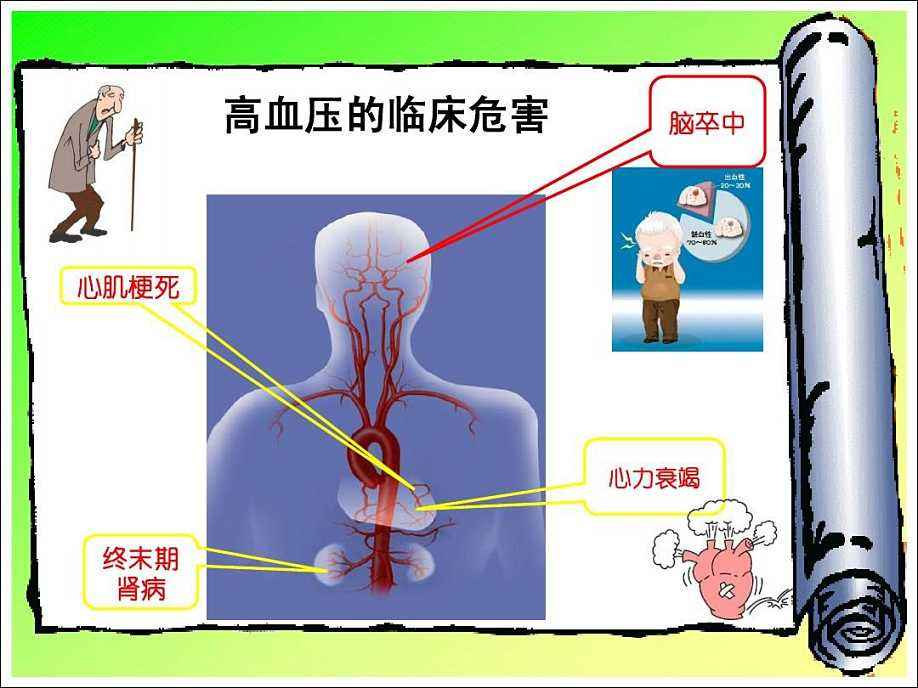 高血压的临床危害
脑卒中
出血性
20~30%
缺血性
70~80%
心肌梗死
心力衰竭
终末期
肾病